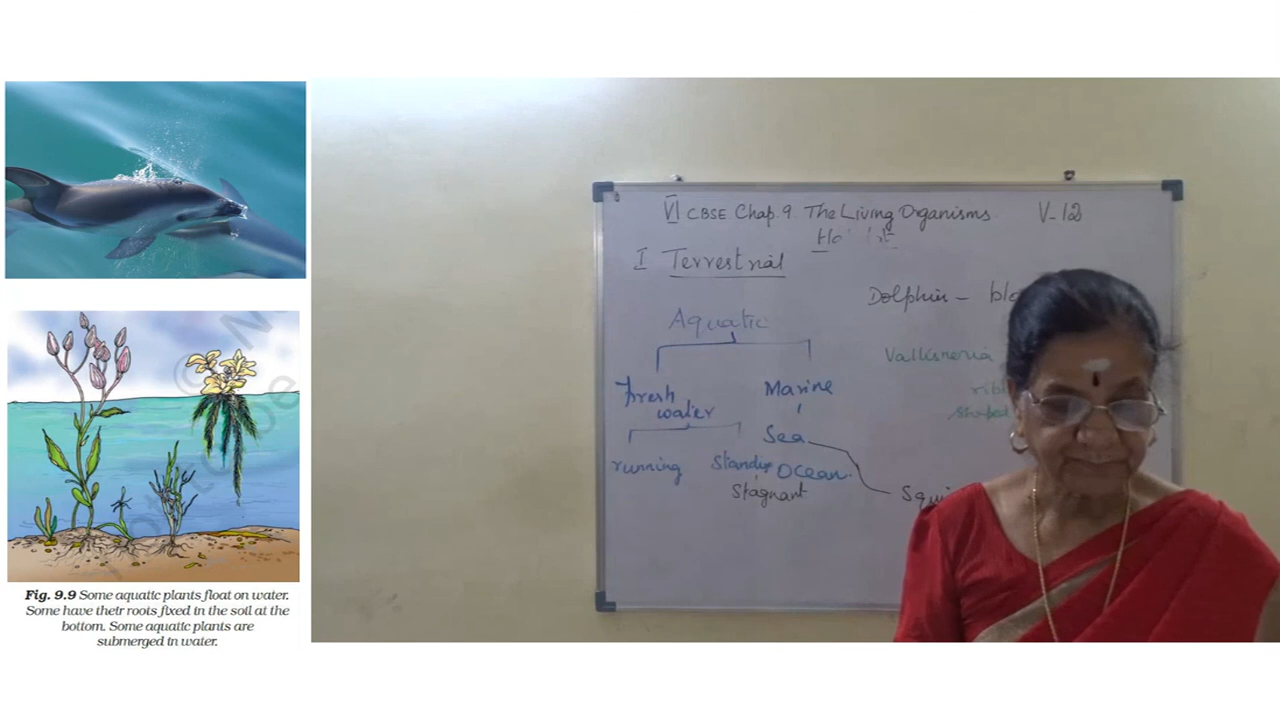 VI CBSE Chap. 9 The Living Organisms V-12
I Terrestrial
Dolphin -
Aquatic
Vallisneria
Fresh water
Marine
Sea
running
Standing
Ocean
Stagnant
Fig. 9.9 Some aquatic plants float on water.
Some have their roots fixed in the soil at the
bottom. Some aquatic plants are
submerged in water.